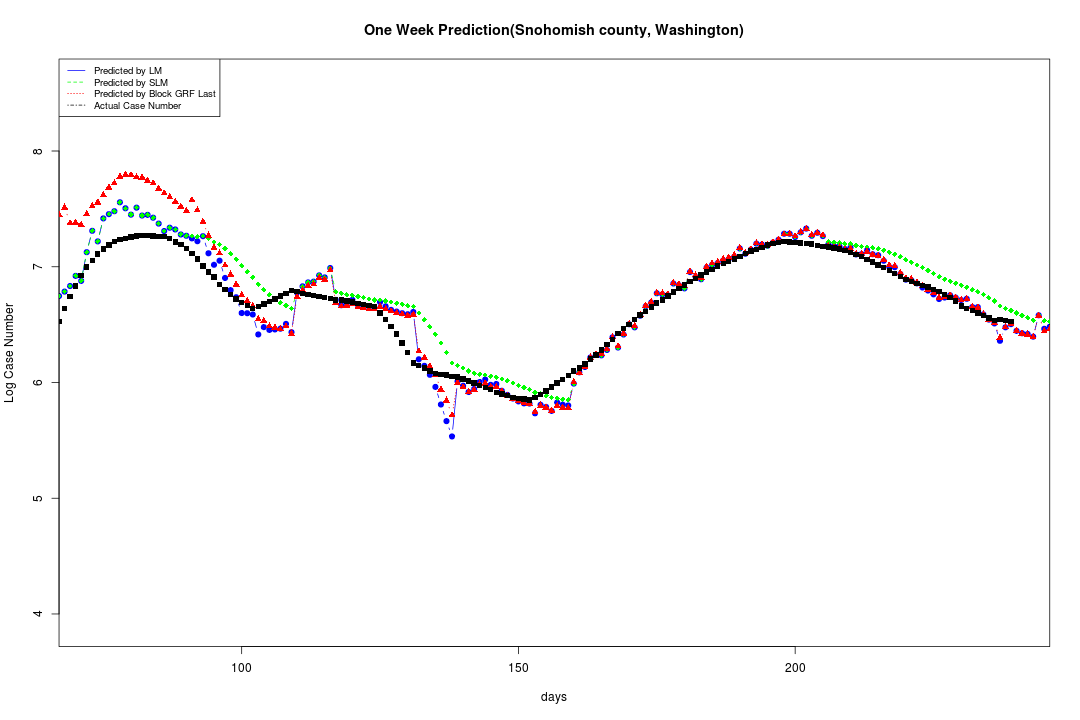 One Week Prediction(Snohomish county, Washington)
Predicted by LM
Predicted by SLM
Predicted by Block GRF Last
Actual Case Number
Log Case Number
8
7
6
5
4
100 150 200
days